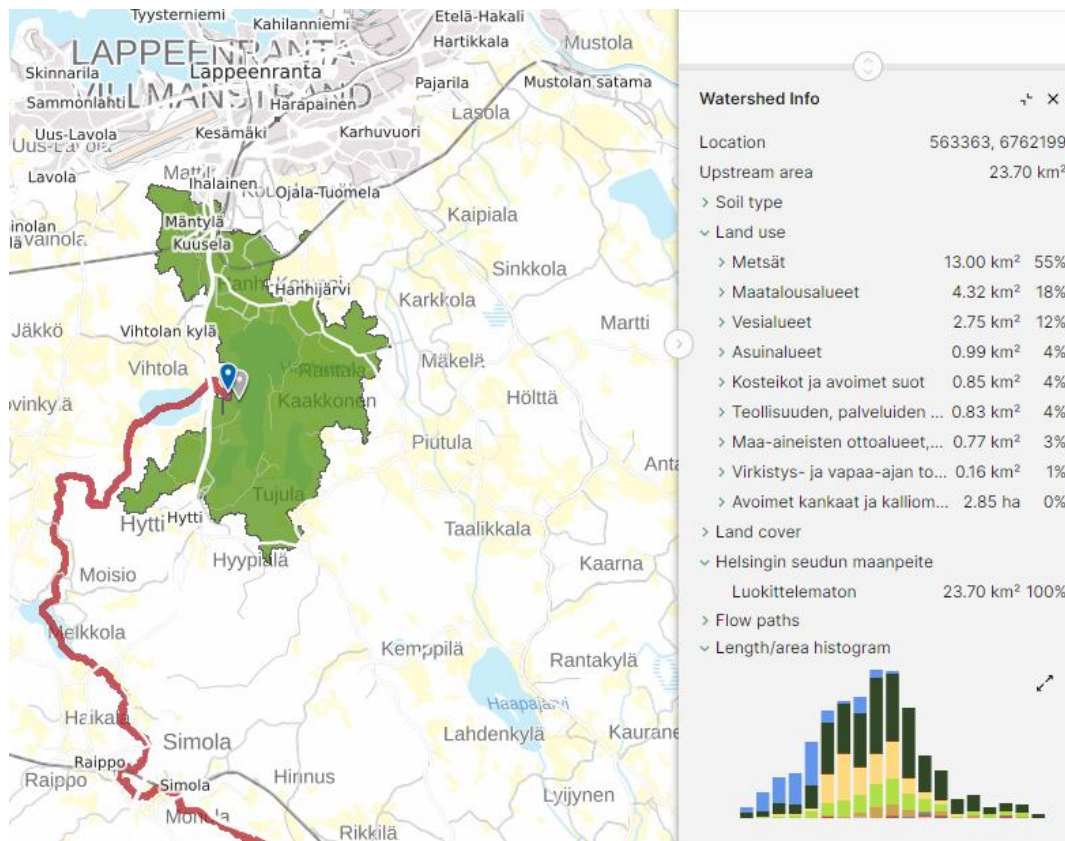 Tyysterniemi
Kahilanniemi
Etelä-Hakali
Hartikkala
Mustola
LAPPEENRANTA
VILLMANSTRAND
Skinnarila
Lappeenranta
Pajarila
Mustolan satama
Sammonlahti
Harapainen
Lasola
Uus-Lavola
Kesämäki
Karhuvuori
Uus-Lavola
Lavola
Ihalainen
Ojala-Tuomela
Mäntylä
Kaipiala
Kuusela
Sinkkola
Hanhijärvi
Karkkola
Jäkkö
Vihtolan kylä
Martti
Vihtola
Mäkelä
Rantala
Kaakkonen
Hölttä
Piutula
Tujula
Hytti
Hytti
Taalikkala
Hyypiälä
Kaarna
Moisio
Melkkola
Kemppilä
Rantakylä
Haapajärvi
Haikala
Lahdenkylä
Simola
Raippo
Raippo
Simola
Hinnus
Lyijynen
Rikkilä
Watershed Info
Location 563363, 6762199
Upstream area 23.70 km²
Soil type
Land use
Metsät 13.00 km² 55%
Maatalousalueet 4.32 km² 18%
Vesialueet 2.75 km² 12%
Asuinalueet 0.99 km² 4%
Kosteikot ja avoimet suot 0.85 km² 4%
Teollisuuden, palveluiden ... 0.83 km² 4%
Maa-aineisten ottoalueet,... 0.77 km² 3%
Virkistys- ja vapaa-ajan to... 0.16 km² 1%
Avoimet kankaat ja kalliom... 2.85 ha 0%
Land cover
Helsingin seudun maanpeite
Luokittelematon 23.70 km² 100%
Flow paths
Length/area histogram